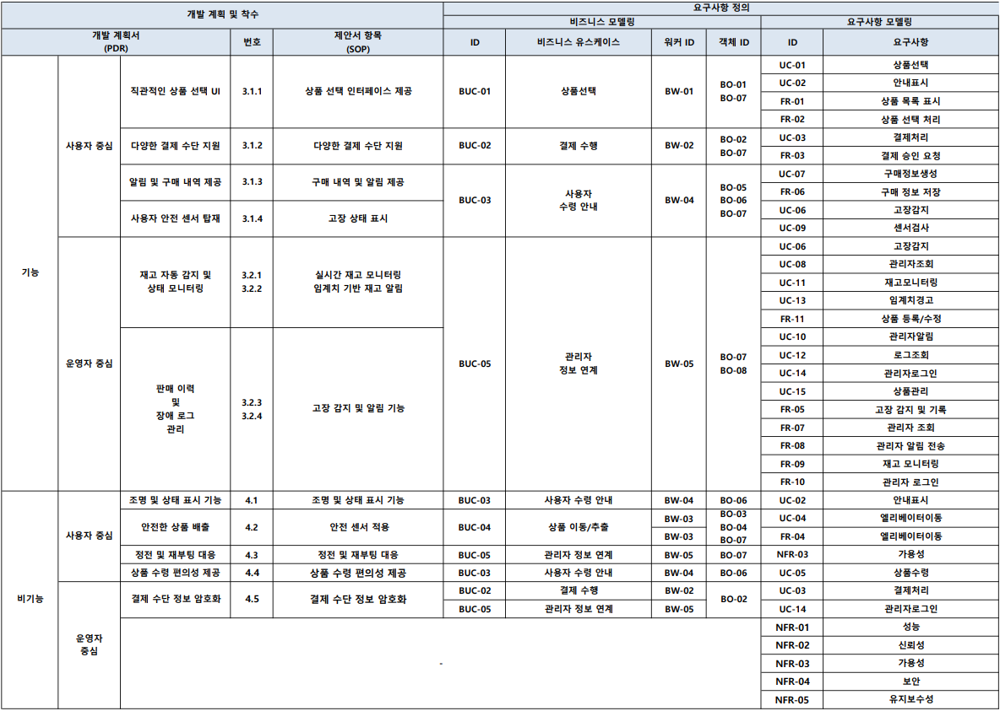 개발 계획 및 착수
요구사항 정의
비즈니스 모델링
요구사항 모델링
개발 계획서
(PDR)
번호
제안서 항목
(SOP)
ID
비즈니스 유스케이스
워커 ID
객체 ID
ID
요구사항
기능
사용자 중심
직관적인 상품 선택 UI
3.1.1
상품 선택 인터페이스 제공
BUC-01
상품선택
BW-01
BO-01
BO-07
UC-01 상품선택
UC-02 안내표시
FR-01 상품 목록 표시
FR-02 상품 선택 처리
다양한 결제 수단 지원
3.1.2
다양한 결제 수단 지원
BUC-02
결제 수행
BW-02
BO-02
BO-07
UC-03 결제처리
FR-03 결제 승인 요청
알림 및 구매 내역 제공
3.1.3
구매 내역 및 알림 제공
BUC-03
사용자
수령 안내
BW-04
BO-05
BO-06
BO-07
UC-07 구매정보생성
FR-06 구매 정보 저장
사용자 안전 센서 탑재
3.1.4
고장 상태 표시
UC-06 고장감지
UC-09 센서검사
운영자 중심
재고 자동 감지 및
상태 모니터링
3.2.1
3.2.2
실시간 재고 모니터링
임계치 기반 재고 알림
BUC-05
관리자
정보 연계
BW-05
BO-07
BO-08
UC-06 고장감지
UC-08 관리자조회
UC-11 재고모니터링
UC-13 임계치경고
FR-11 상품 등록/수정
판매 이력
및
장애 로그
관리
3.2.3
3.2.4
고장 감지 및 알림 기능
UC-10 관리자알림
UC-12 로그조회
UC-14 관리자로그인
UC-15 상품관리
FR-05 고장 감지 및 기록
FR-07 관리자 조회
FR-08 관리자 알림 전송
FR-09 재고 모니터링
FR-10 관리자 로그인
비기능
사용자 중심
조명 및 상태 표시 기능 4.1 조명 및 상태 표시 기능 BUC-03 사용자 수령 안내 BW-04 BO-06 UC-02 안내표시
안전한 상품 배출
4.2
안전 센서 적용
BUC-04
상품 이동/추출
BW-03
BW-03
BO-03
BO-04
BO-07
UC-04 엘리베이터이동
FR-04 엘리베이터이동
정전 및 재부팅 대응 4.3 정전 및 재부팅 대응 BUC-05 관리자 정보 연계 BW-05 BO-07 NFR-03 가용성
상품 수령 편의성 제공 4.4 상품 수령 편의성 제공 BUC-03 사용자 수령 안내 BW-04 BO-06 UC-05 상품수령
운영자
중심
결제 수단 정보 암호화
4.5
결제 수단 정보 암호화
BUC-02 결제 수행 BW-02
BUC-05 관리자 정보 연계 BW-05
BO-02
UC-03 결제처리
UC-14 관리자로그인
-
NFR-01 성능
NFR-02 신뢰성
NFR-03 가용성
NFR-04 보안
NFR-05 유지보수성